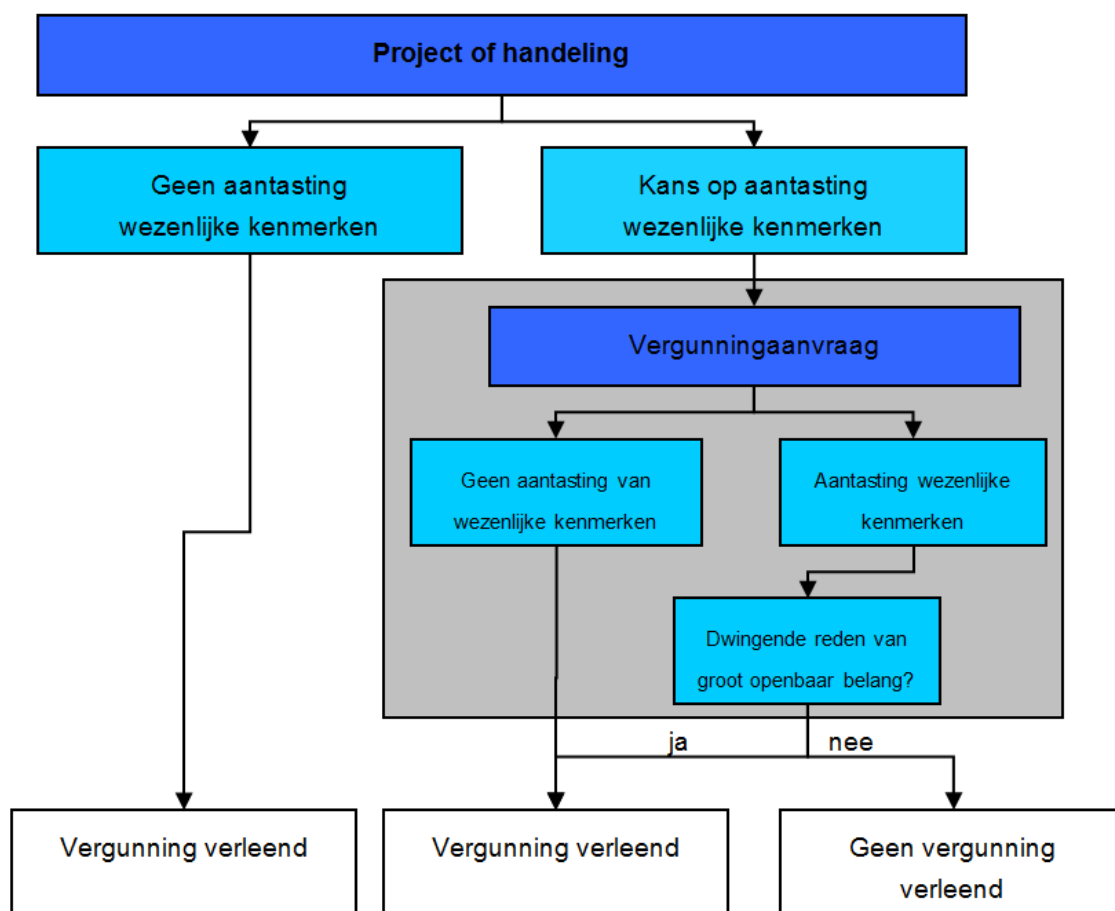 Project of handeling
Geen aantasting
wezenlijke kenmerken
Kans op aantasting
wezenlijke kenmerken
Vergunningaanvraag
Geen aantasting van
wezenlijke kenmerken
Aantasting wezenlijke
kenmerken
Dwingende reden van
groot openbaar belang?
ja
nee
Vergunning verleend
Vergunning verleend
Geen vergunning
verleend